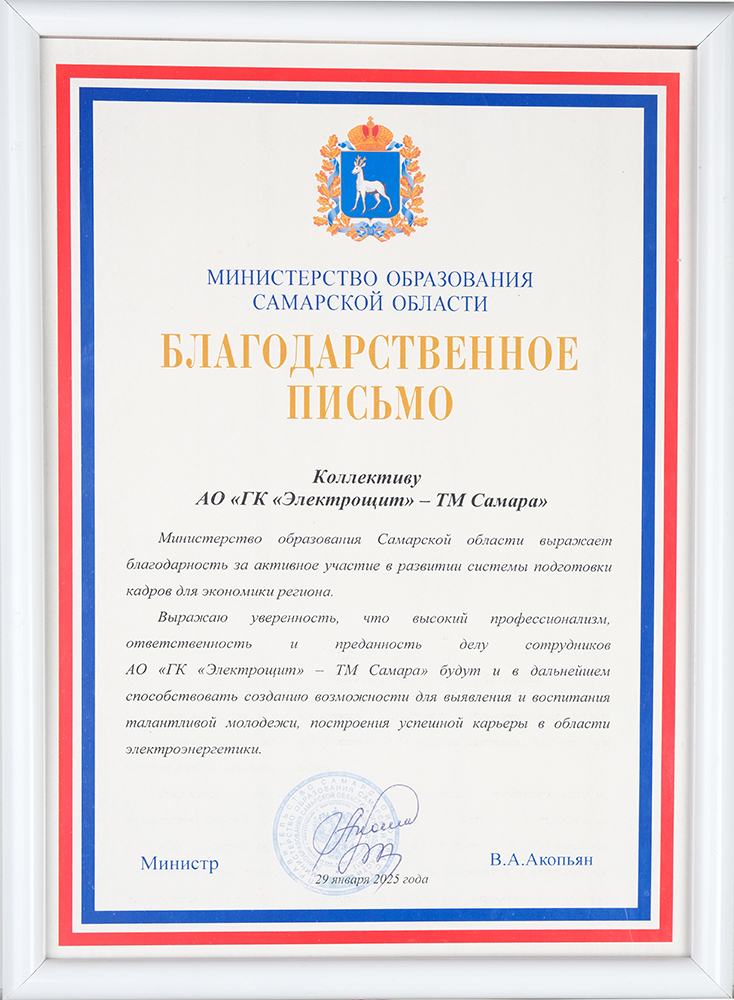 МИНИСТЕРСТВО ОБРАЗОВАНИЯ
САМАРСКОЙ ОБЛАСТИ
БЛАГОДАРСТВЕННОЕ
ПИСЬМО
Коллективу
АО «ГК «Электрощит» – ТМ Самара»
Министерство образования Самарской области выражает
благодарность за активное участие в развитии системы подготовки
кадров для экономики региона.
Выражаю уверенность, что высокий профессионализм,
ответственность и преданность делу сотрудников
АО «ГК «Электрощит» – ТМ Самара» будут и в дальнейшем
способствовать созданию возможности для выявления и воспитания
талантливой молодежи, построения успешной карьеры в области
электроэнергетики.
Министр
В.А.Акопьян
29 января 2025 года